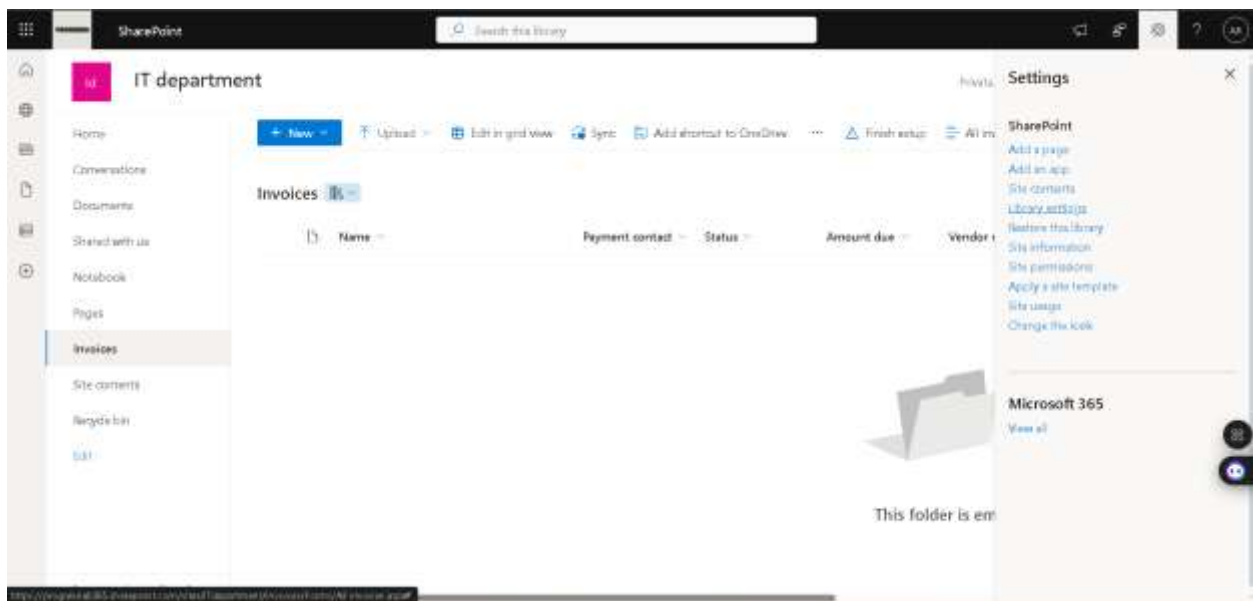 SharePoint
Search this library
IT department
Private
Home
Conversations
Documents
Shared with us
Notebook
Pages
Invoices
Site contents
Recycle bin
Edit
+ New
Upload
Edit in grid view
Sync
Add shortcut to OneDrive
...
Finish setup
All inv
Invoices
Name
Payment contact
Status
Amount due
Vendor
This folder is em
Settings
SharePoint
Add a page
Add an app
Site contents
Library settings
Restore this library
Site information
Site permissions
Apply a site template
Site usage
Change the look
Microsoft 365
View all